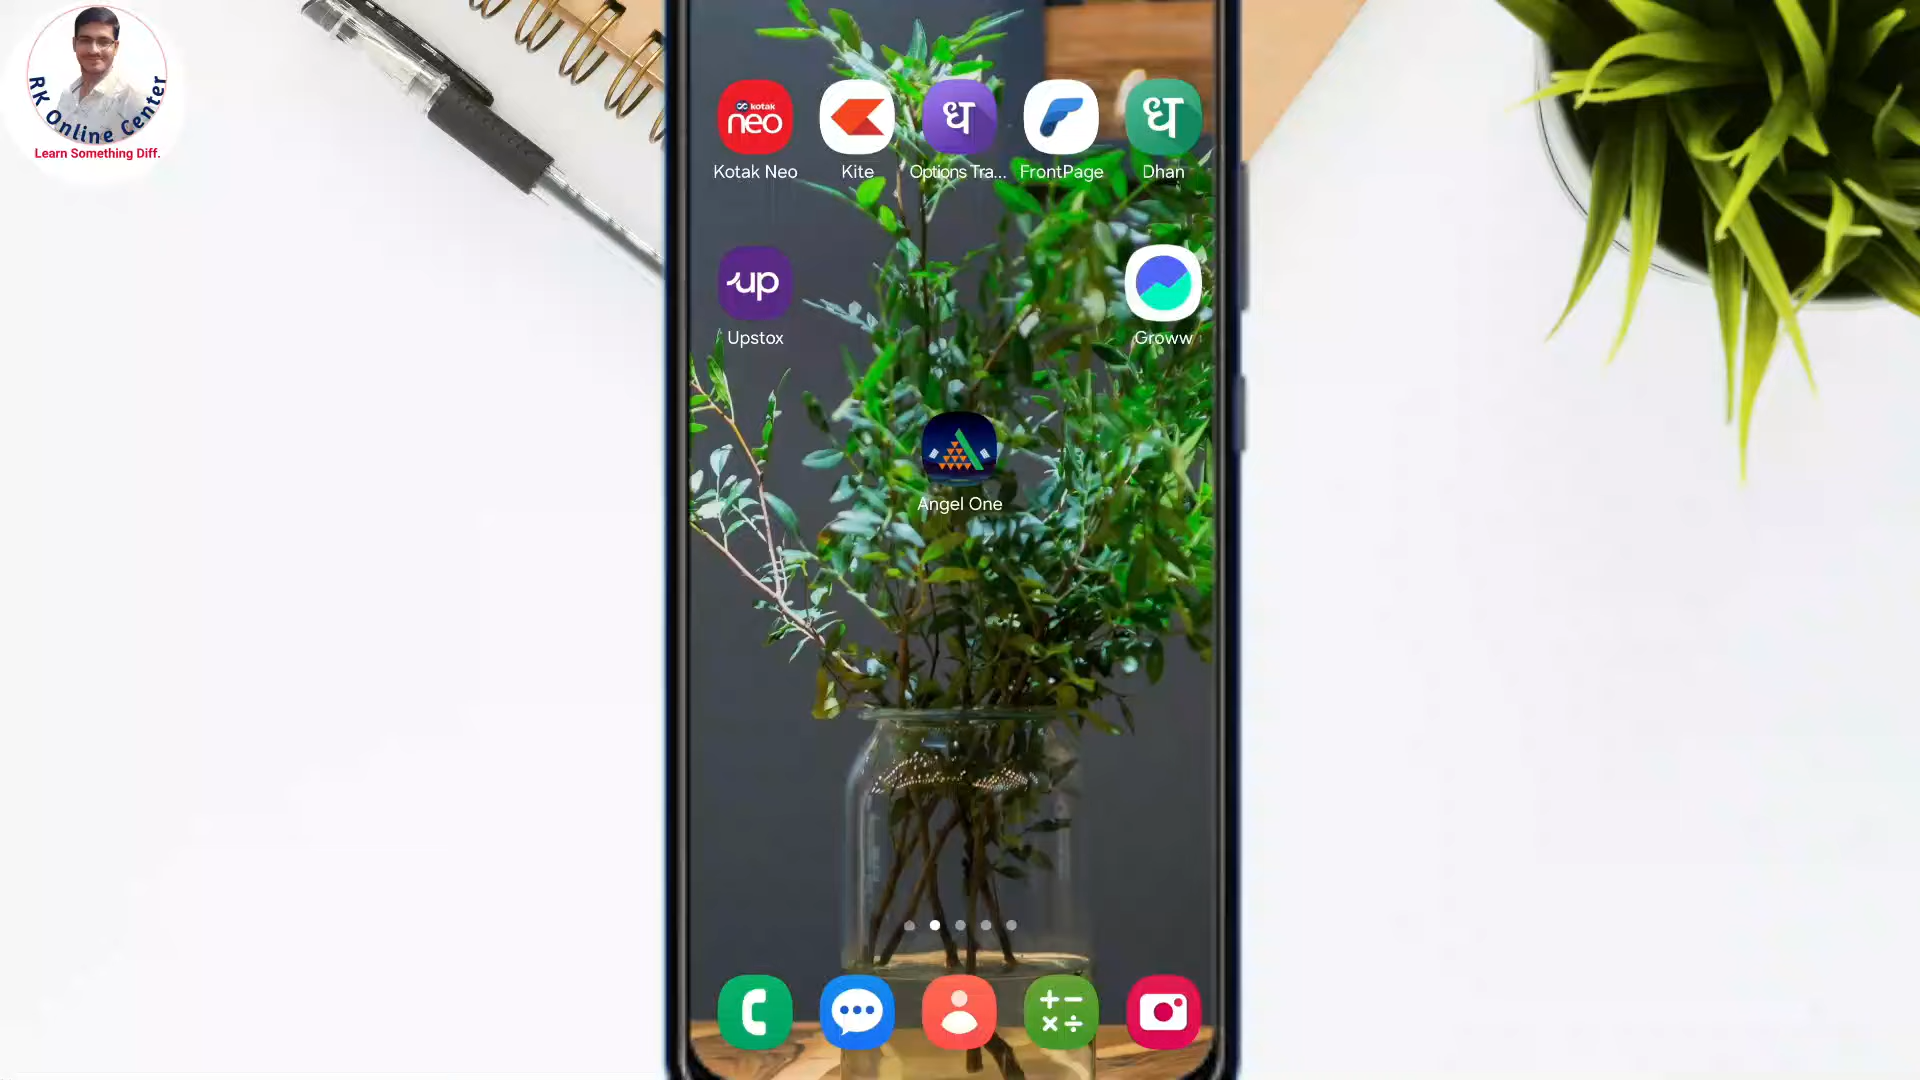 RK Online Center
Learn Something Diff.
kotak
neo
ध
ध
Kotak Neo
Kite
Options Tra...
FrontPage
Dhan
up
Upstox
Groww
Angel One